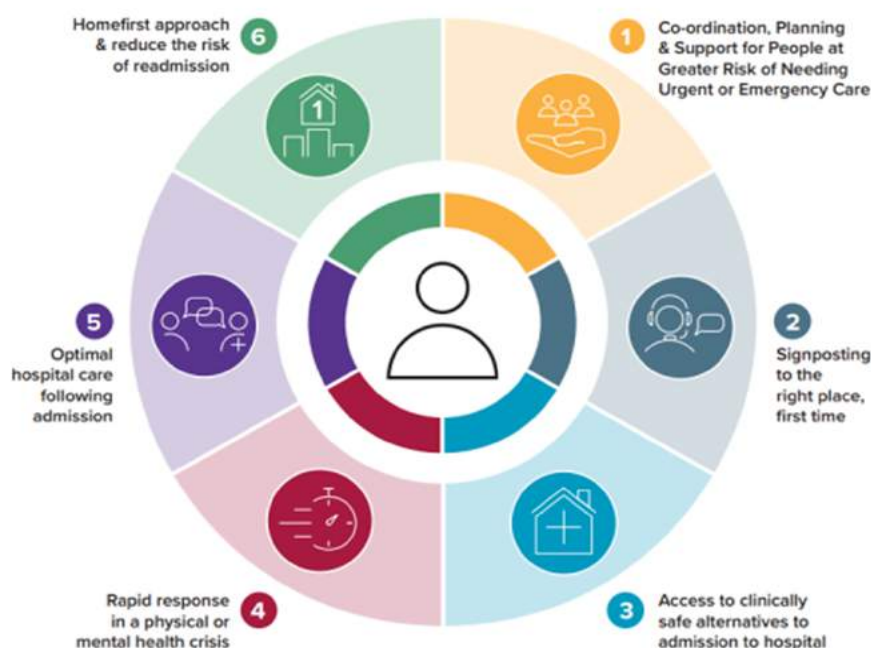 1
Co-ordination, Planning
& Support for People at
Greater Risk of Needing
Urgent or Emergency Care
2
Signposting
to the
right place,
first time
3
Access to clinically
safe alternatives to
admission to hospital
4
Rapid response
in a physical or
mental health crisis
5
Optimal
hospital care
following
admission
6
Homefirst approach
& reduce the risk
of readmission
1